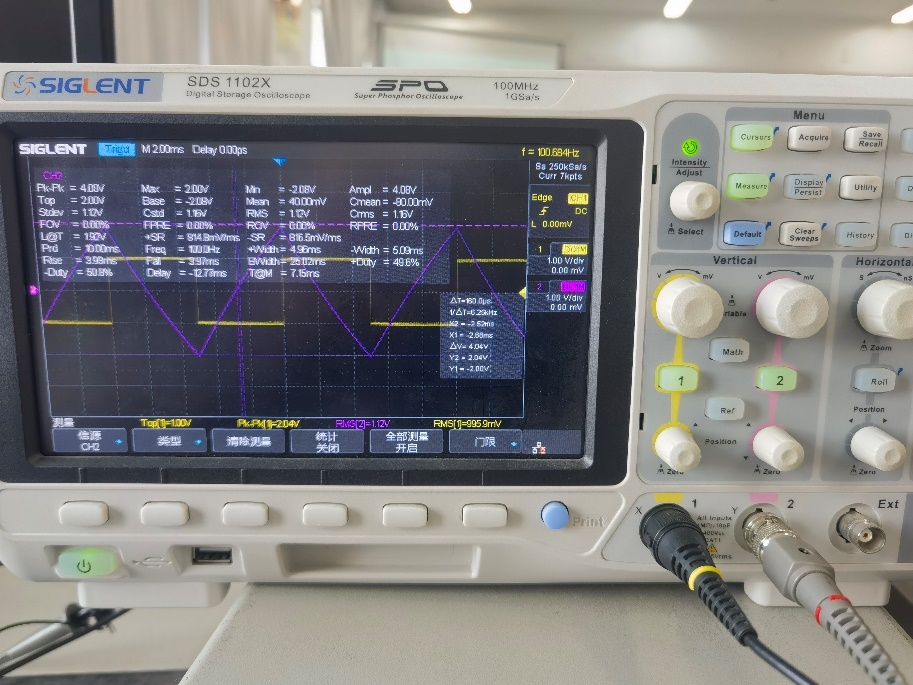 SIGLENT
SDS 1102X
Digital Storage Oscilloscope
SPO
Super Phosphor Oscilloscope
100MHz
1GSa/s
SIGLENT Trig'd M 2.00ms Delay 0.00µs f = 100.684Hz
Sa 250kSa/s
Curr 7kpts
Edge CH1
DC
L 0.00mV
1 DC1M
1.00 V/div
0.00 mV
2
1.00 V/div
0.00 mV
CH2
Pk-Pk = 4.08V Max = 2.00V Min = -2.08V Ampl = 4.08V
Top = 2.00V Base = -2.08V Mean = 40.00mV Cmean = -80.00mV
Stdev = 1.12V Cstd = 1.16V RMS = 1.12V Crms = 1.16V
FOV = 0.00% FPRE = 0.00% ROV = 0.00% RPRE = 0.00%
L@T = 1.92V +SR = 814.8mV/ms -SR = 816.5mV/ms
Prd = 10.00ms Freq = 100.0Hz +Width = 4.96ms -Width = 5.09ms
Rise = 3.99ms Fall = 3.97ms BWidth = 25.02ms +Duty = 49.6%
-Duty = 50.8% Delay = -12.77ms T@M = 7.15ms
ΔT=160.0µs
1/ΔT=6.25kHz
X2 = -2.52ms
X1 = -2.68ms
ΔV= 4.04V
Y2 = 2.04V
Y1 = -2.00V
测量 Top[1]=1.00V Pk-Pk[1]=2.04V RMS[2]=1.12V RMS[1]=995.9mV
信源
CH2
类型
清除测量
统计
关闭
全部测量
开启
门限
Print
Intensity
Adjust
Select
Menu
Cursors
Acquire
Save
Recall
Measure
Display
Persist
Utility
Default
Clear
Sweeps
History
Vertical
Horizontal
V mV
V mV
Zoom
Math
1
2
Roll
Ref
Position
Position
Zero
Zero
Zero
X
1
Y
2
Ext
All Inputs